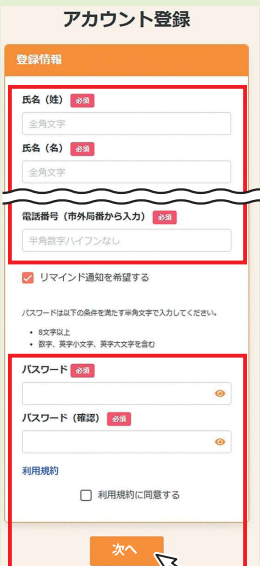 アカウント登録
登録情報
氏名（姓） 必須
全角文字
氏名（名） 必須
全角文字
電話番号（市外局番から入力） 必須
半角数字ハイフンなし
リマインド通知を希望する
パスワードは以下の条件を満たす半角文字で入力してください。
• 8文字以上
• 数字、英字小文字、英字大文字を含む
パスワード 必須
パスワード（確認） 必須
利用規約
利用規約に同意する
次へ